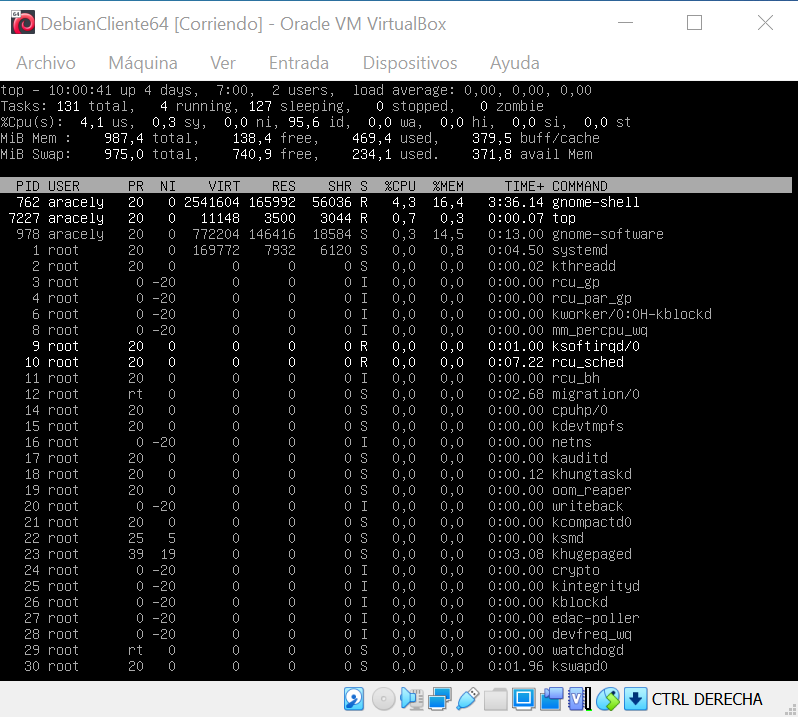 DebianCliente64 [Corriendo] - Oracle VM VirtualBox
Archivo Máquina Ver Entrada Dispositivos Ayuda
top - 10:00:41 up 4 days,  7:00,  2 users,  load average: 0,00, 0,00, 0,00
Tasks: 131 total,   4 running, 127 sleeping,   0 stopped,   0 zombie
%Cpu(s):  4,1 us,  0,3 sy,  0,0 ni, 95,6 id,  0,0 wa,  0,0 hi,  0,0 si,  0,0 st
MiB Mem :    987,4 total,    138,4 free,    469,4 used,    379,5 buff/cache
MiB Swap:    975,0 total,    740,9 free,    234,1 used.    371,8 avail Mem
PID USER      PR  NI    VIRT    RES    SHR S  %CPU  %MEM     TIME+ COMMAND
762 aracely   20   0 2541604 165992  56036 R   4,3  16,4   3:36.14 gnome-shell
7227 aracely   20   0   11148   3500   3044 R   0,7   0,3   0:00.07 top
978 aracely   20   0  772204 146416  18584 S   0,3  14,5   0:13.00 gnome-software
1 root      20   0  169772   7932   6120 S   0,0   0,8   0:04.50 systemd
2 root      20   0       0      0      0 S   0,0   0,0   0:00.02 kthreadd
3 root       0 -20       0      0      0 I   0,0   0,0   0:00.00 rcu_gp
4 root       0 -20       0      0      0 I   0,0   0,0   0:00.00 rcu_par_gp
6 root       0 -20       0      0      0 I   0,0   0,0   0:00.00 kworker/0:0H-kblockd
8 root       0 -20       0      0      0 I   0,0   0,0   0:00.00 mm_percpu_wq
9 root      20   0       0      0      0 R   0,0   0,0   0:01.00 ksoftirqd/0
10 root      20   0       0      0      0 R   0,0   0,0   0:07.22 rcu_sched
11 root      20   0       0      0      0 I   0,0   0,0   0:00.00 rcu_bh
12 root      rt   0       0      0      0 S   0,0   0,0   0:02.68 migration/0
14 root      20   0       0      0      0 S   0,0   0,0   0:00.00 cpuhp/0
15 root      20   0       0      0      0 S   0,0   0,0   0:00.00 kdevtmpfs
16 root       0 -20       0      0      0 I   0,0   0,0   0:00.00 netns
17 root      20   0       0      0      0 S   0,0   0,0   0:00.00 kauditd
18 root      20   0       0      0      0 S   0,0   0,0   0:00.12 khungtaskd
19 root      20   0       0      0      0 S   0,0   0,0   0:00.00 oom_reaper
20 root       0 -20       0      0      0 I   0,0   0,0   0:00.00 writeback
21 root      20   0       0      0      0 S   0,0   0,0   0:00.00 kcompactd0
22 root      25   5       0      0      0 S   0,0   0,0   0:00.00 ksmd
23 root      39  19       0      0      0 S   0,0   0,0   0:03.08 khugepaged
24 root       0 -20       0      0      0 I   0,0   0,0   0:00.00 crypto
25 root       0 -20       0      0      0 I   0,0   0,0   0:00.00 kintegrityd
26 root       0 -20       0      0      0 I   0,0   0,0   0:00.00 kblockd
27 root       0 -20       0      0      0 I   0,0   0,0   0:00.00 edac-poller
28 root       0 -20       0      0      0 I   0,0   0,0   0:00.00 devfreq_wq
29 root      rt   0       0      0      0 S   0,0   0,0   0:00.00 watchdogd
30 root      20   0       0      0      0 S   0,0   0,0   0:01.96 kswapd0
CTRL DERECHA